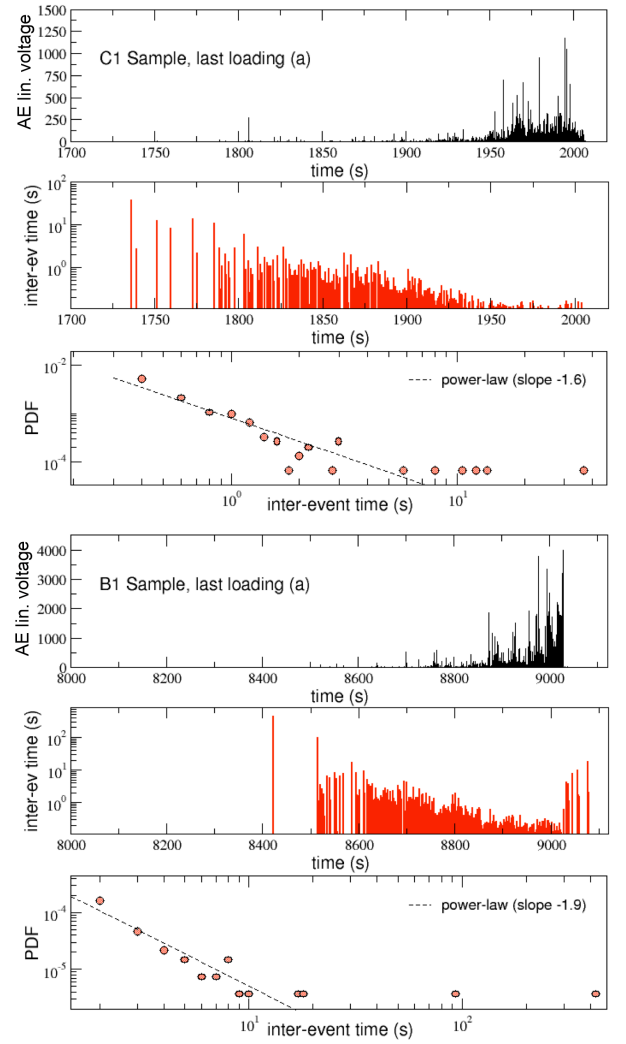 AE lin. voltage
1500
1250
1000
750
500
250
0
C1 Sample, last loading (a)
1700 1750 1800 1850 1900 1950 2000
time (s)
inter-ev time (s)
10^2
10^1
10^0
1700 1750 1800 1850 1900 1950 2000
time (s)
PDF
10^-2
10^-4
power-law (slope -1.6)
10^0 10^1
inter-event time (s)
AE lin. voltage
4000
3000
2000
1000
0
B1 Sample, last loading (a)
8000 8200 8400 8600 8800 9000
time (s)
inter-ev time (s)
10^2
10^1
10^0
8000 8200 8400 8600 8800 9000
time (s)
PDF
10^-4
10^-5
power-law (slope -1.9)
10^1 10^2
inter-event time (s)